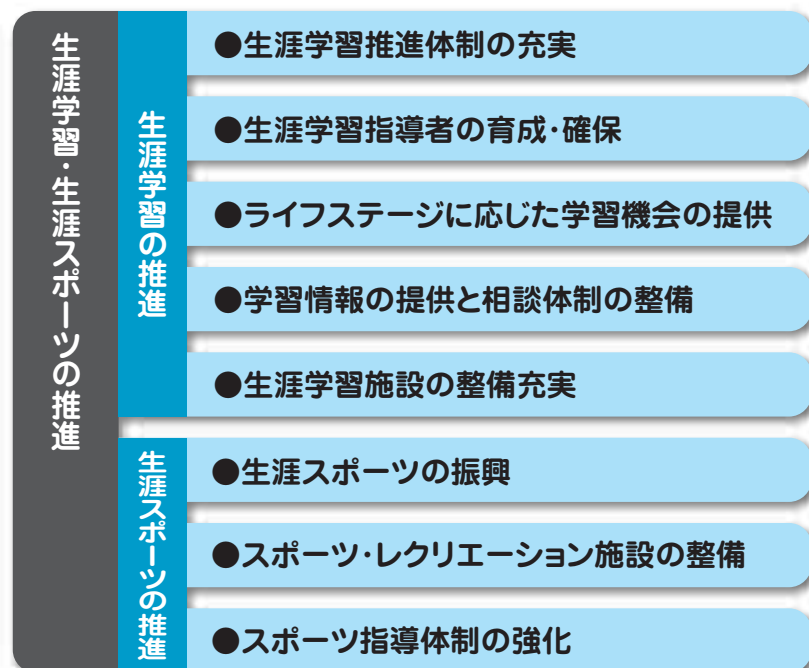 生涯学習・生涯スポーツの推進
生涯学習の推進
●生涯学習推進体制の充実
●生涯学習指導者の育成・確保
●ライフステージに応じた学習機会の提供
●学習情報の提供と相談体制の整備
●生涯学習施設の整備充実
生涯スポーツの推進
●生涯スポーツの振興
●スポーツ・レクリエーション施設の整備
●スポーツ指導体制の強化